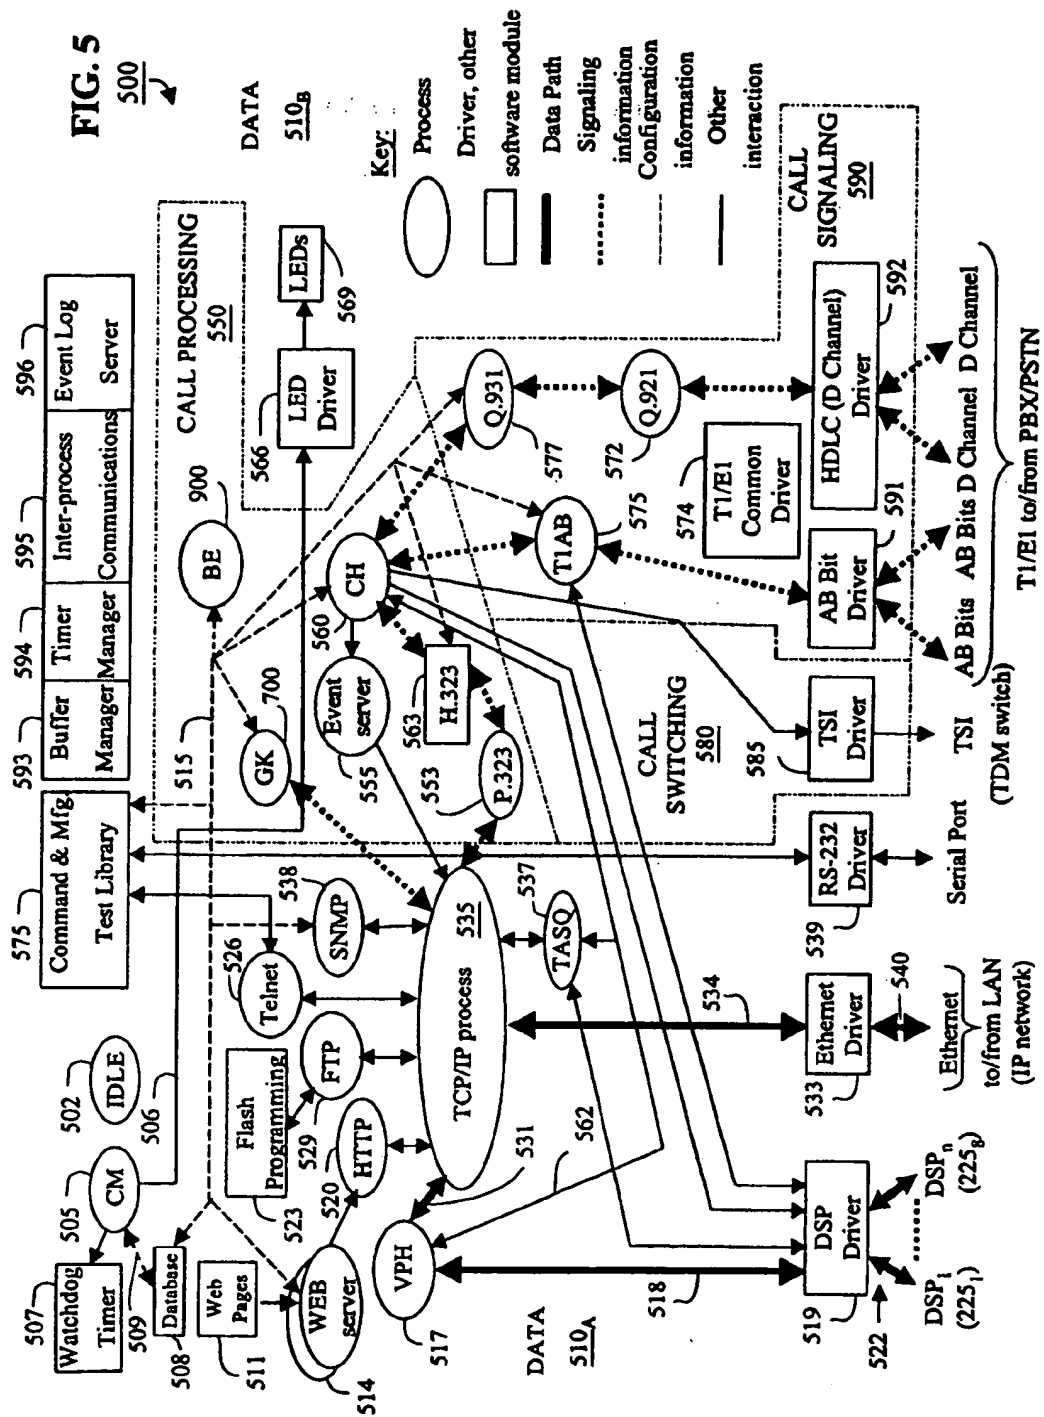 FIG. 5
500
507
Watchdog
Timer
505
CM
502
IDLE
506
575
Command & Mfg.
Test Library
593
Buffer
Manager
594
Timer
Manager
595
Inter-process
Communications
596
Event Log
Server
509
508
Database
511
Web
Pages
514
WEB
server
515
523
Flash
Programming
526
Telnet
529
FTP
520
HTTP
538
SNMP
GK
700
BE
900
CALL PROCESSING
550
566
LED
Driver
LEDs
569
DATA
510B
Key:
Process
Driver, other
software module
Data Path
Signaling
information
Configuration
information
Other
interaction
517
VPH
531
TCP/IP process
535
537
TASQ
562
534
518
553
P.323
555
Event
server
560
CH
563
H.323
Q.931
577
Q.921
572
T1AB
575
574
T1/E1
Common
Driver
CALL
SWITCHING
580
CALL
SIGNALING
590
DATA
510A
519
DSP
Driver
522
DSP1
(2251)
DSPn
(2258)
533
Ethernet
Driver
540
Ethernet
to/from LAN
(IP network)
539
RS-232
Driver
Serial Port
585
TSI
Driver
TSI
(TDM switch)
AB Bit
Driver
591
HDLC (D Channel)
Driver
592
AB Bits
AB Bits
D Channel
D Channel
T1/E1 to/from PBX/PSTN